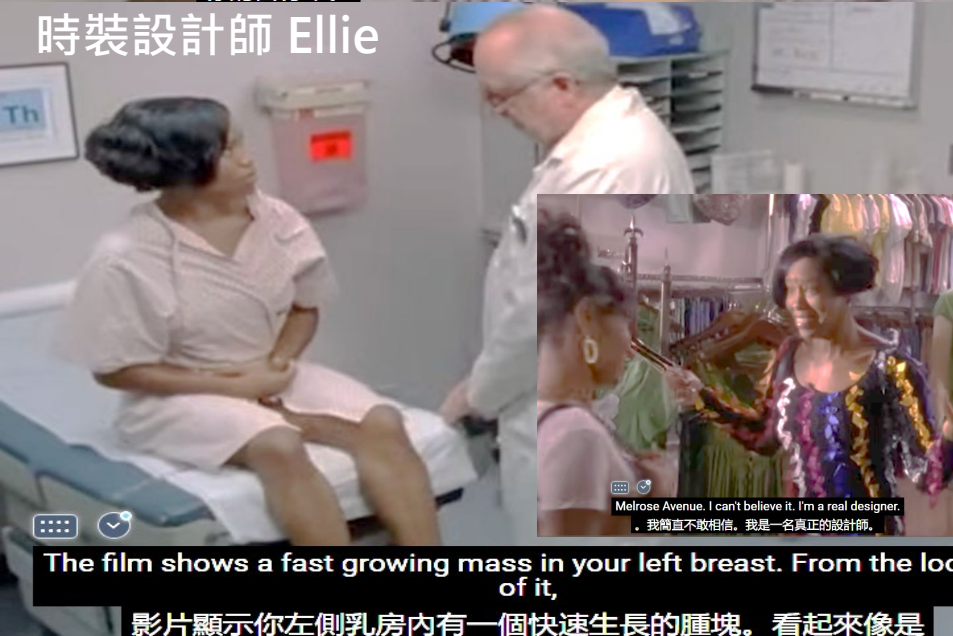 時裝設計師 Ellie
Th
Melrose Avenue. I can't believe it. I'm a real designer.
。我簡直不敢相信。我是一名真正的設計師。
The film shows a fast growing mass in your left breast. From the loo
of it,
影片顯示你左側乳房內有一個快速生長的腫塊。看起來像是